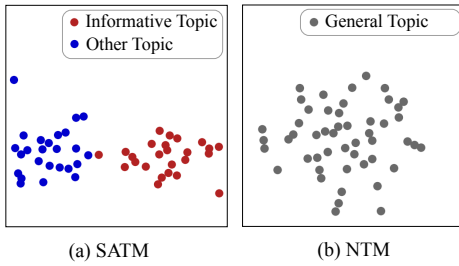 Informative Topic
Other Topic
General Topic
(a) SATM
(b) NTM